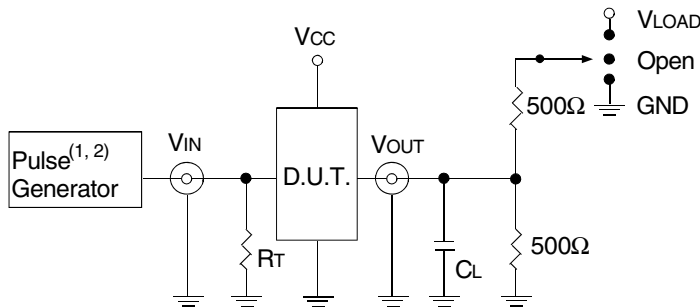 VLOAD
VCC
Open
500Ω
GND
VIN
VOUT
Pulse(1, 2)
Generator
D.U.T.
RT
CL
500Ω